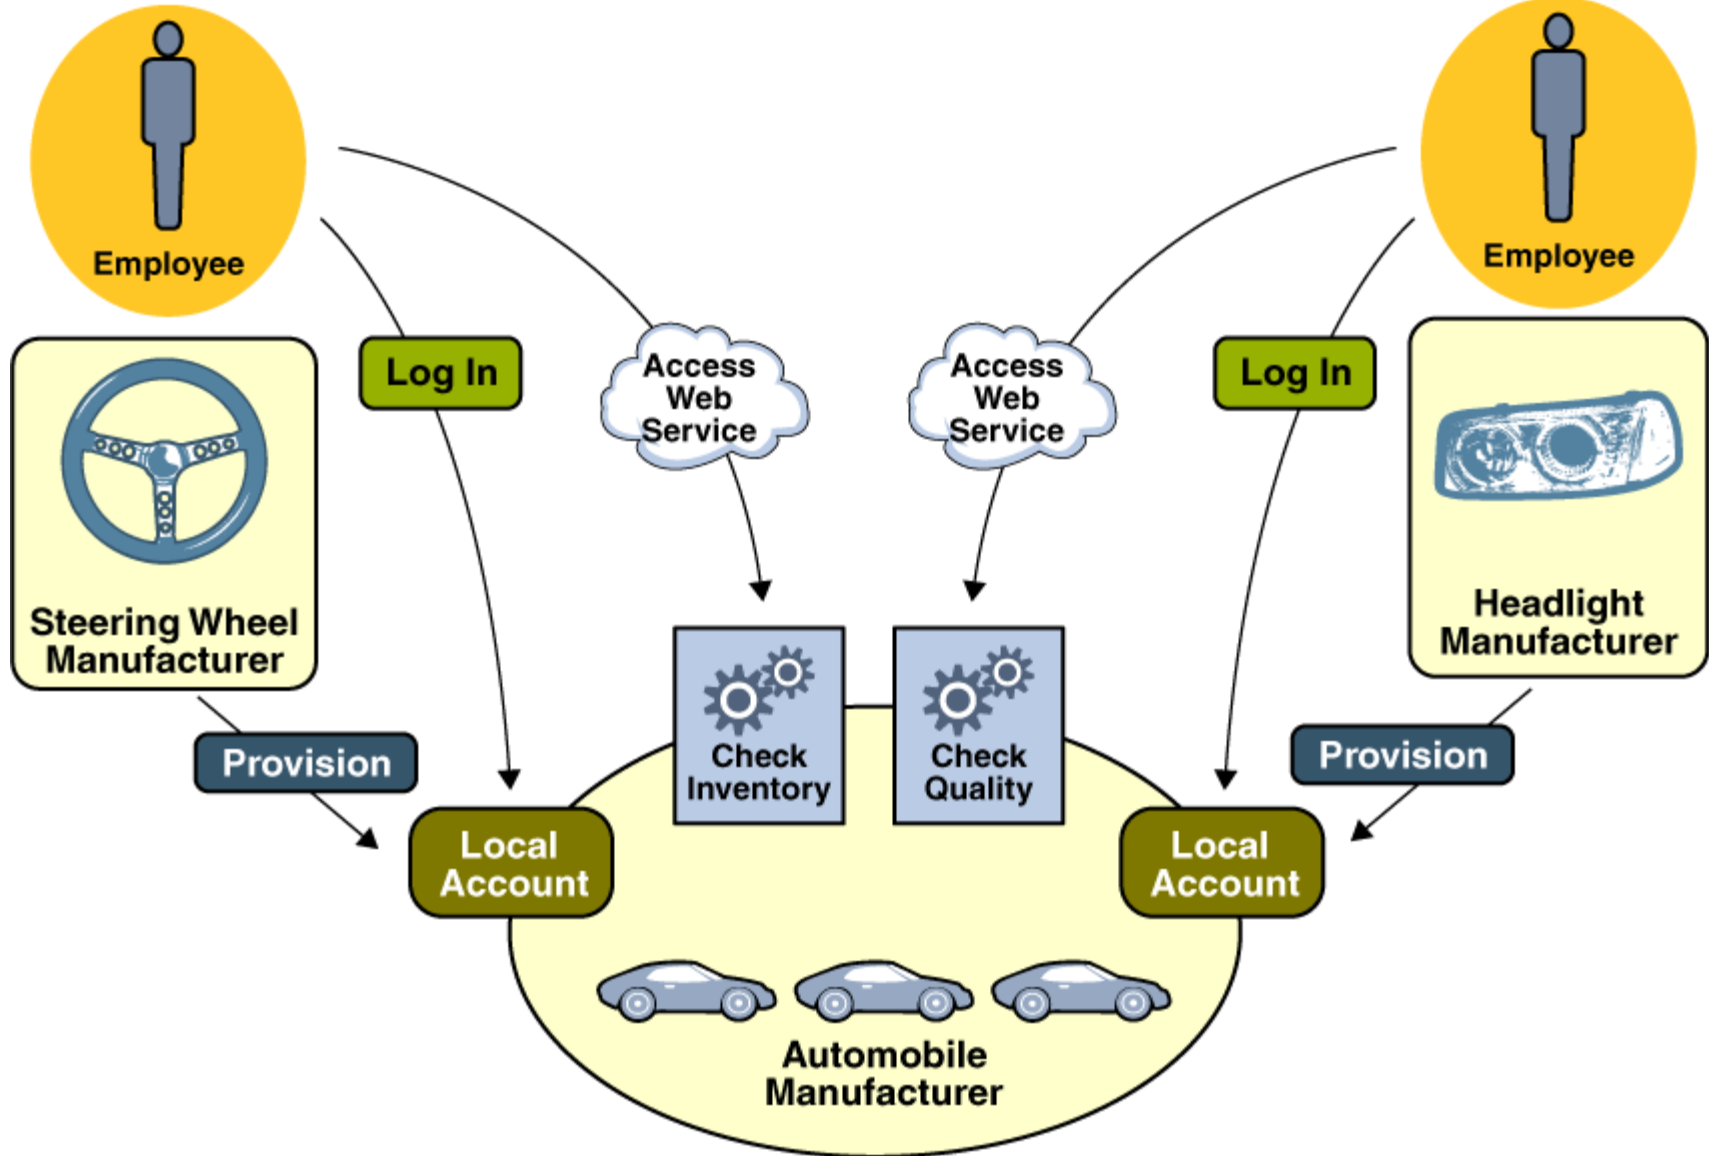 Employee
Employee
Log In
Access
Web
Service
Access
Web
Service
Log In
Steering Wheel
Manufacturer
Headlight
Manufacturer
Provision
Check
Inventory
Check
Quality
Provision
Local
Account
Local
Account
Automobile
Manufacturer